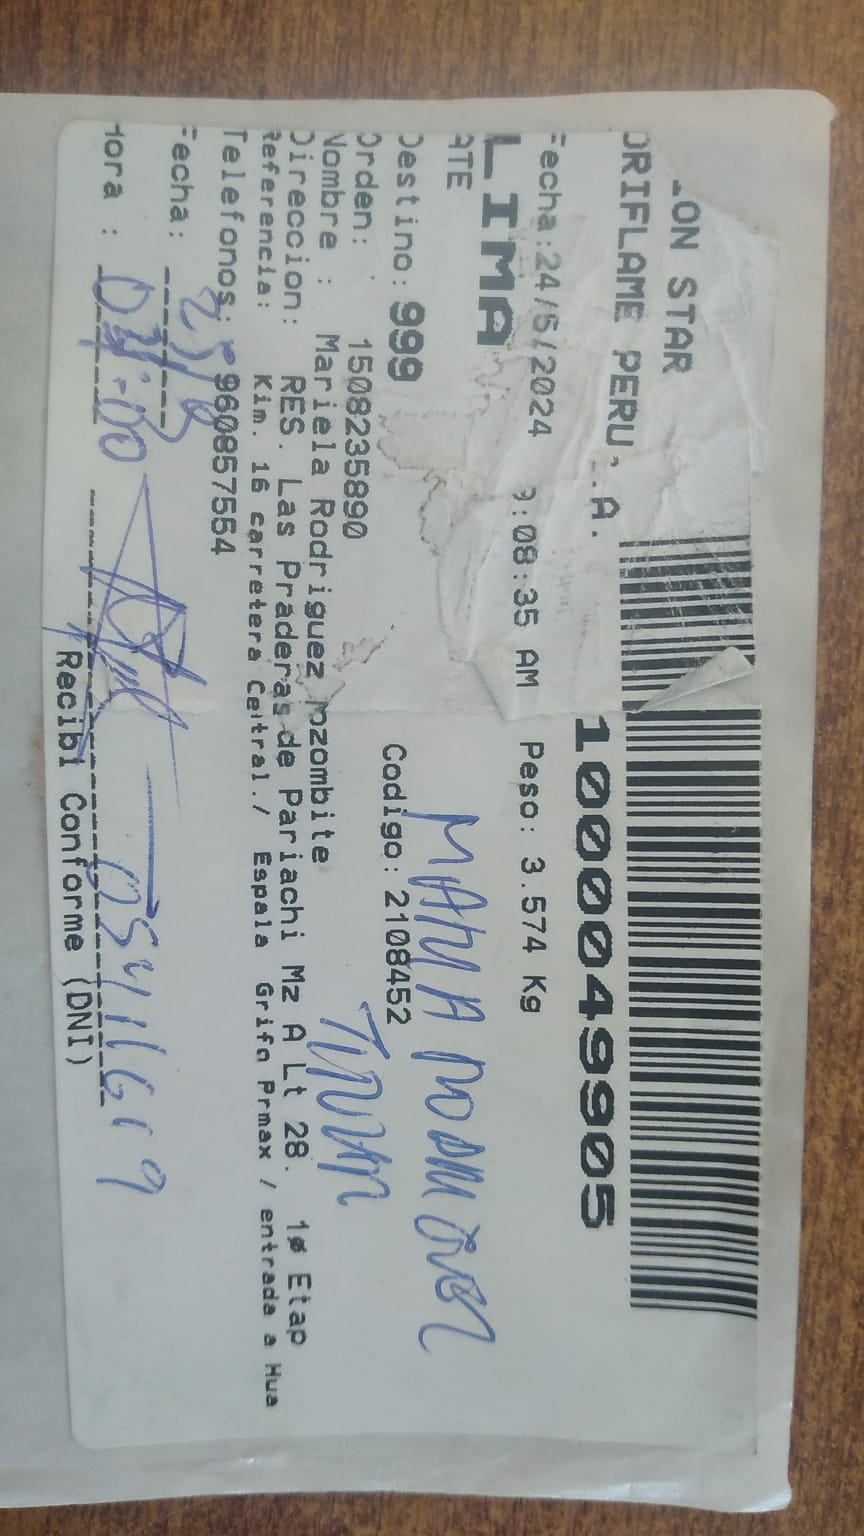 ION STAR
ORIFLAME PERU .A.
1000049905
Fecha:24/5/2024 9:08:35 AM Peso: 3.574 Kg
LIMA
ATE
Destino: 999
Orden: 1508235890 Codigo: 2108452
Nombre : Mariela Rodriguez ozombite
Direccion: RES. Las Praderas de Pariachi Mz A Lt 28. 1ø Etap
Referencia: Kim. 16 carretera Central./ Espala Grifo Prmax / entrada a Hua
Telefonos: 960857554
Fecha:
Hora :
Recibi Conforme (DNI)